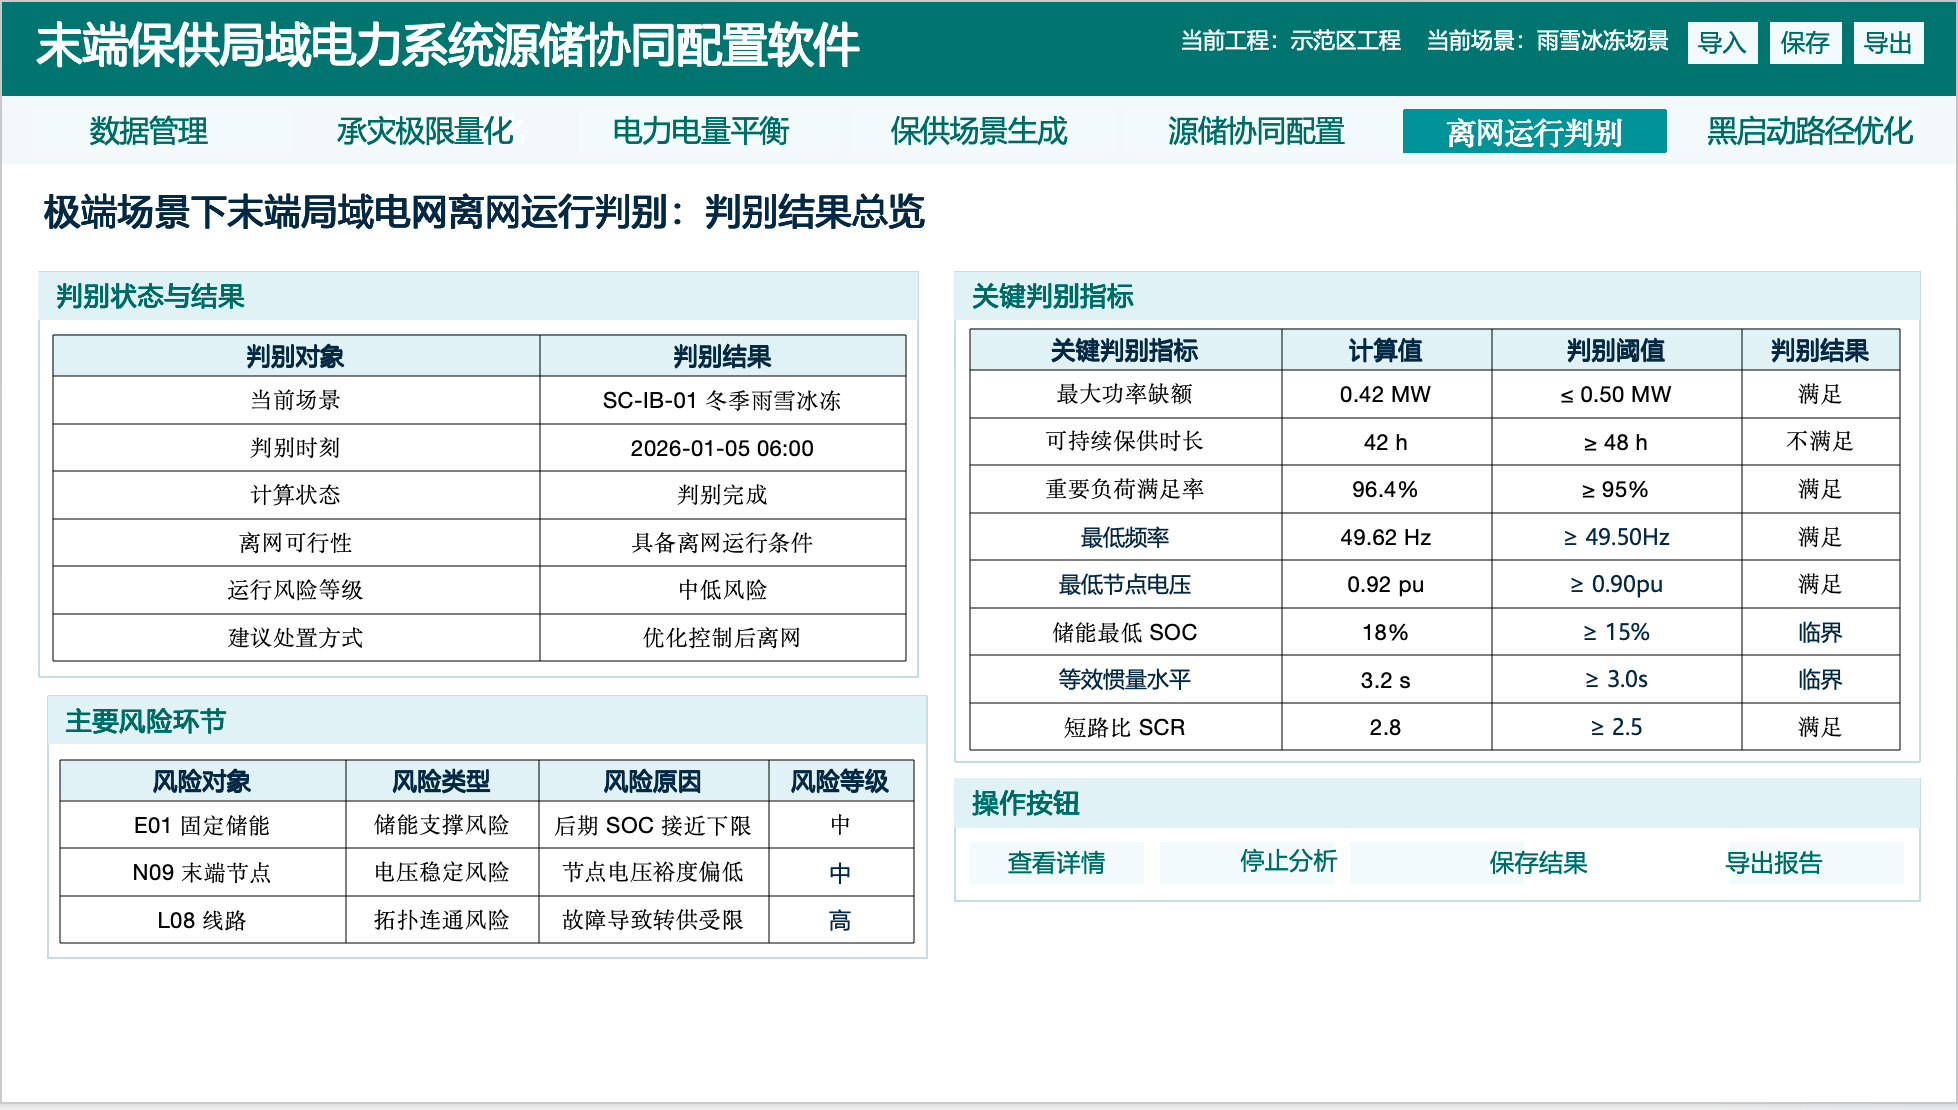 末端保供局域电力系统源储协同配置软件
当前工程：示范区工程 当前场景：雨雪冰冻场景 导入 保存 导出
数据管理 承灾极限量化 电力电量平衡 保供场景生成 源储协同配置 离网运行判别 黑启动路径优化
极端场景下末端局域电网离网运行判别：判别结果总览
判别状态与结果
判别对象 判别结果
当前场景 SC-IB-01 冬季雨雪冰冻
判别时刻 2026-01-05 06:00
计算状态 判别完成
离网可行性 具备离网运行条件
运行风险等级 中低风险
建议处置方式 优化控制后离网
主要风险环节
风险对象 风险类型 风险原因 风险等级
E01 固定储能 储能支撑风险 后期 SOC 接近下限 中
N09 末端节点 电压稳定风险 节点电压裕度偏低 中
L08 线路 拓扑连通风险 故障导致转供受限 高
关键判别指标
关键判别指标 计算值 判别阈值 判别结果
最大功率缺额 0.42 MW ≤ 0.50 MW 满足
可持续保供时长 42 h ≥ 48 h 不满足
重要负荷满足率 96.4% ≥ 95% 满足
最低频率 49.62 Hz ≥ 49.50Hz 满足
最低节点电压 0.92 pu ≥ 0.90pu 满足
储能最低 SOC 18% ≥ 15% 临界
等效惯量水平 3.2 s ≥ 3.0s 临界
短路比 SCR 2.8 ≥ 2.5 满足
操作按钮
查看详情 停止分析 保存结果 导出报告